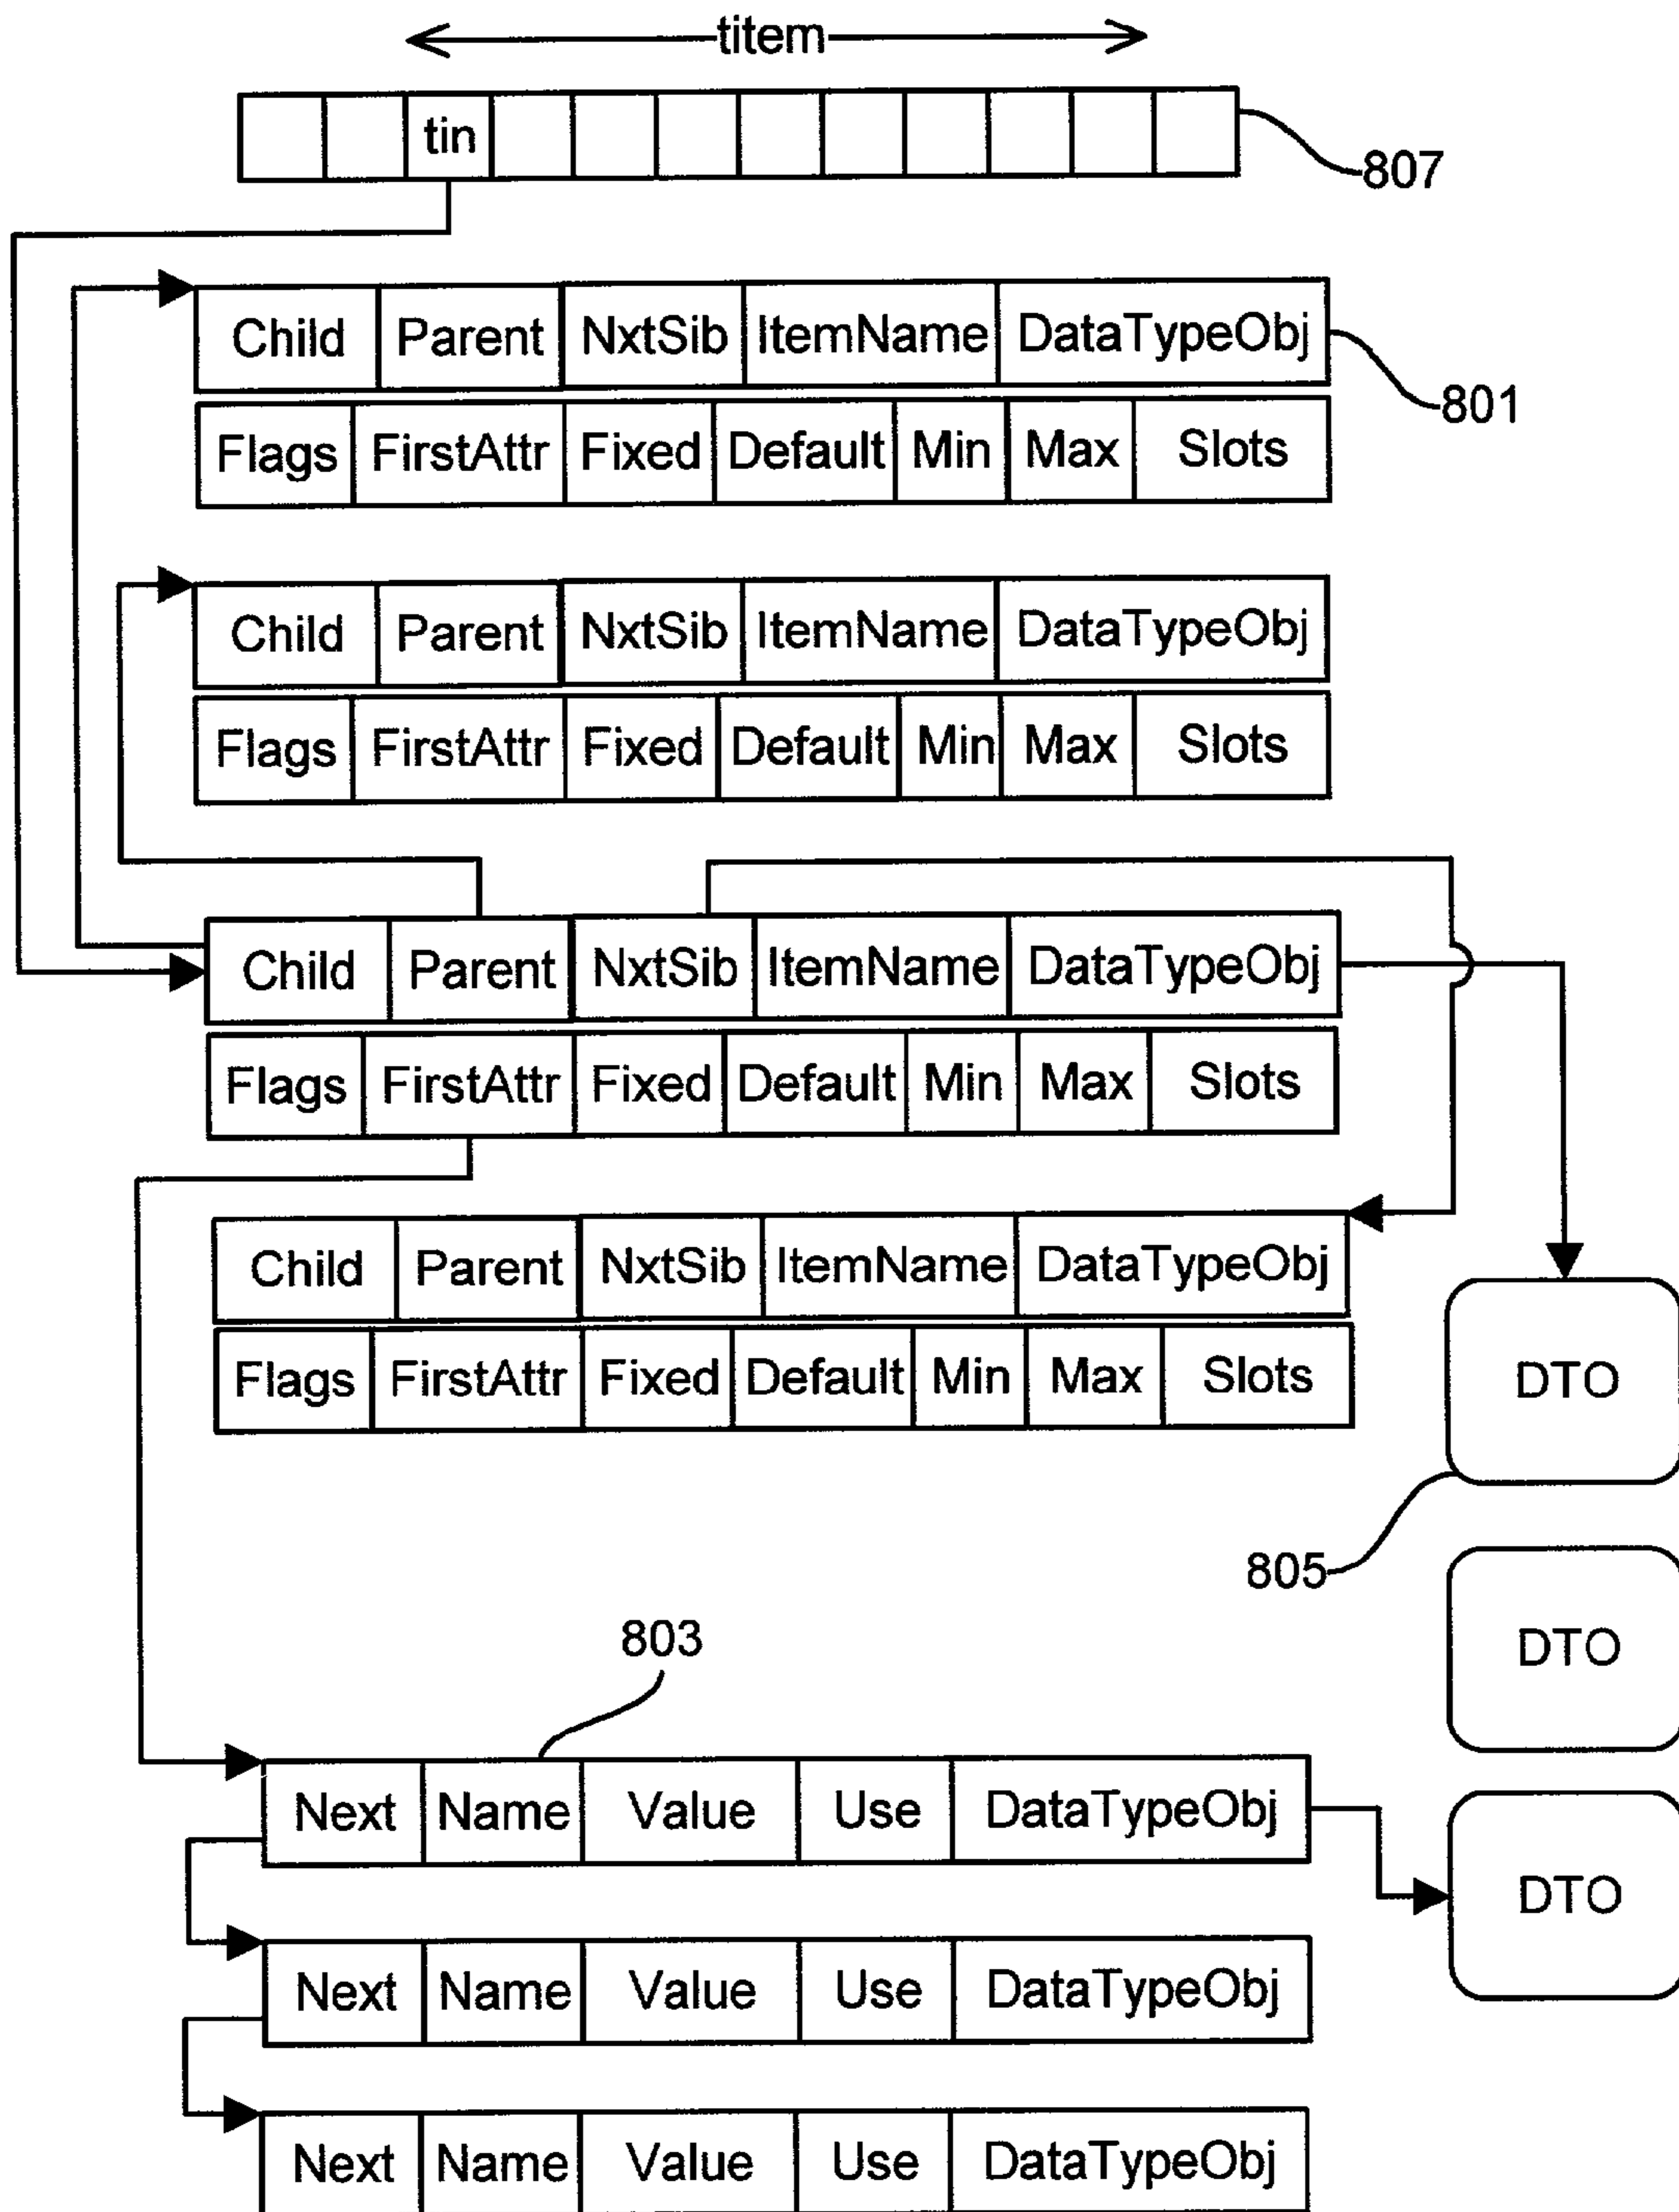 titem
tin
807
Child Parent NxtSib ItemName DataTypeObj
801
Flags FirstAttr Fixed Default Min Max Slots
Child Parent NxtSib ItemName DataTypeObj
Flags FirstAttr Fixed Default Min Max Slots
Child Parent NxtSib ItemName DataTypeObj
Flags FirstAttr Fixed Default Min Max Slots
Child Parent NxtSib ItemName DataTypeObj
Flags FirstAttr Fixed Default Min Max Slots
DTO
805
DTO
803
Next Name Value Use DataTypeObj
DTO
Next Name Value Use DataTypeObj
Next Name Value Use DataTypeObj